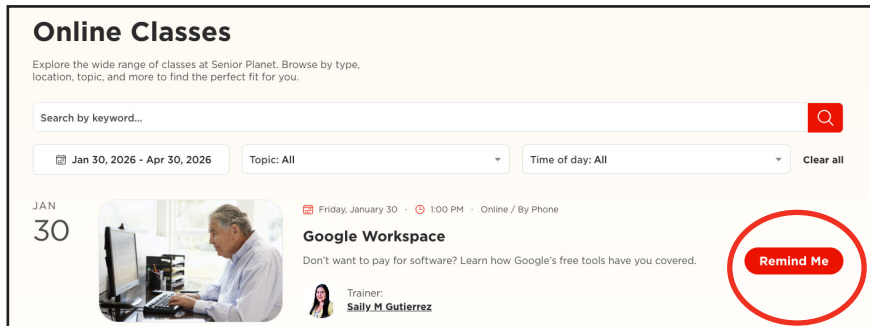 Online Classes
Explore the wide range of classes at Senior Planet. Browse by type,
location, topic, and more to find the perfect fit for you.
Search by keyword...
Jan 30, 2026 - Apr 30, 2026
Topic: All
Time of day: All
Clear all
JAN
30
Friday, January 30 · 1:00 PM · Online / By Phone
Google Workspace
Don't want to pay for software? Learn how Google's free tools have you covered.
Remind Me
Trainer:
Saily M Gutierrez